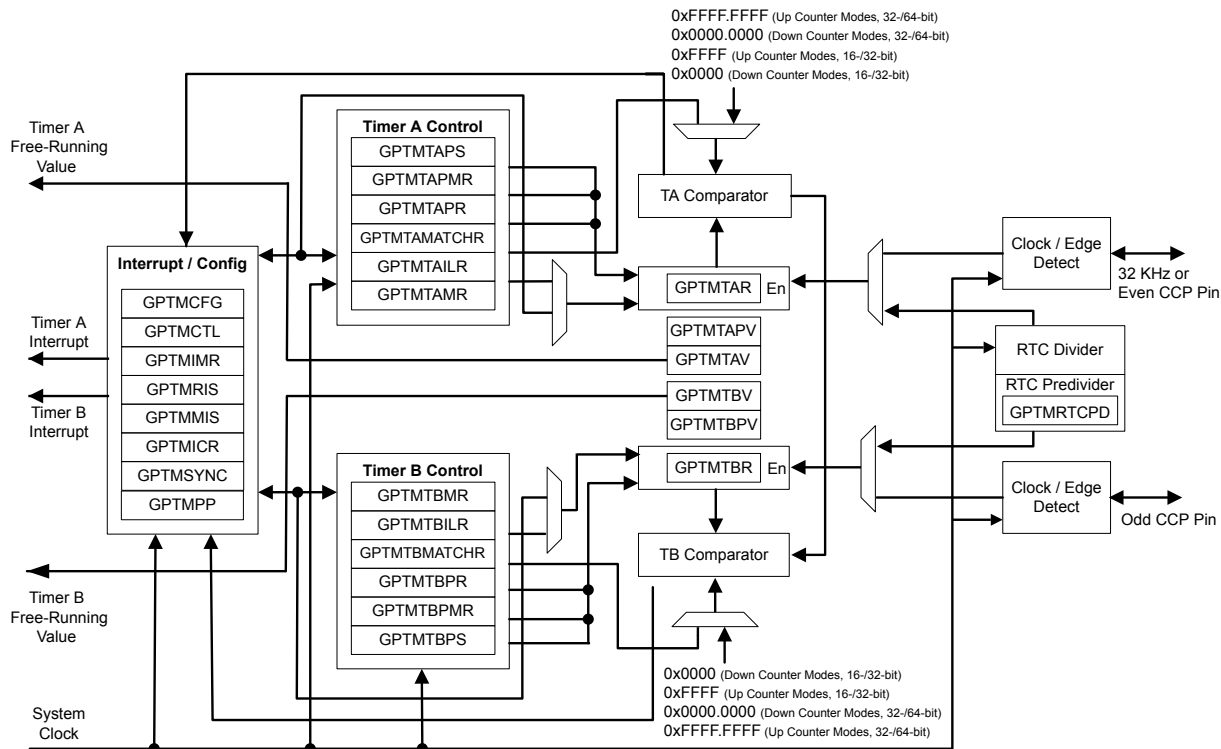 0xFFFF.FFFF (Up Counter Modes, 32-/64-bit)
0x0000.0000 (Down Counter Modes, 32-/64-bit)
0xFFFF (Up Counter Modes, 16-/32-bit)
0x0000 (Down Counter Modes, 16-/32-bit)
Timer A
Free-Running
Value
Timer A Control
GPTMTAPS
GPTMTAPMR
GPTMTAPR
GPTMTAMATCHR
GPTMTAILR
GPTMTAMR
TA Comparator
GPTMTAR
En
Clock / Edge
Detect
32 KHz or
Even CCP Pin
Interrupt / Config
GPTMCFG
GPTMCTL
GPTMIMR
GPTMRIS
GPTMMIS
GPTMICR
GPTMSYNC
GPTMPP
Timer A
Interrupt
Timer B
Interrupt
GPTMTAPV
GPTMTAV
GPTMTBV
GPTMTBPV
RTC Divider
RTC Predivider
GPTMRTCPD
Timer B Control
GPTMTBMR
GPTMTBILR
GPTMTBMATCHR
GPTMTBPR
GPTMTBPMR
GPTMTBPS
GPTMTBR
En
TB Comparator
Clock / Edge
Detect
Odd CCP Pin
Timer B
Free-Running
Value
0x0000 (Down Counter Modes, 16-/32-bit)
0xFFFF (Up Counter Modes, 16-/32-bit)
0x0000.0000 (Down Counter Modes, 32-/64-bit)
0xFFFF.FFFF (Up Counter Modes, 32-/64-bit)
System
Clock